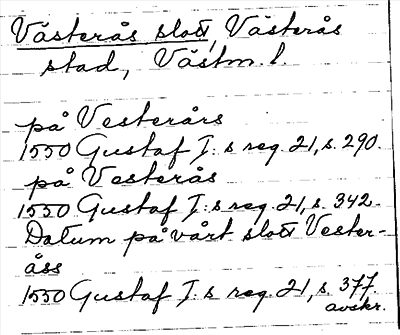 Västerås slott, Västerås
stad, Västm. l.
på Vesterårs
1550 Gustaf I:s reg. 21, s. 290.
på Vesterås
1550 Gustaf I:s reg. 21, s. 342.
Datum på vårt slott Vester-
åss
1550 Gustaf I:s reg. 21, s. 377.
avskr.